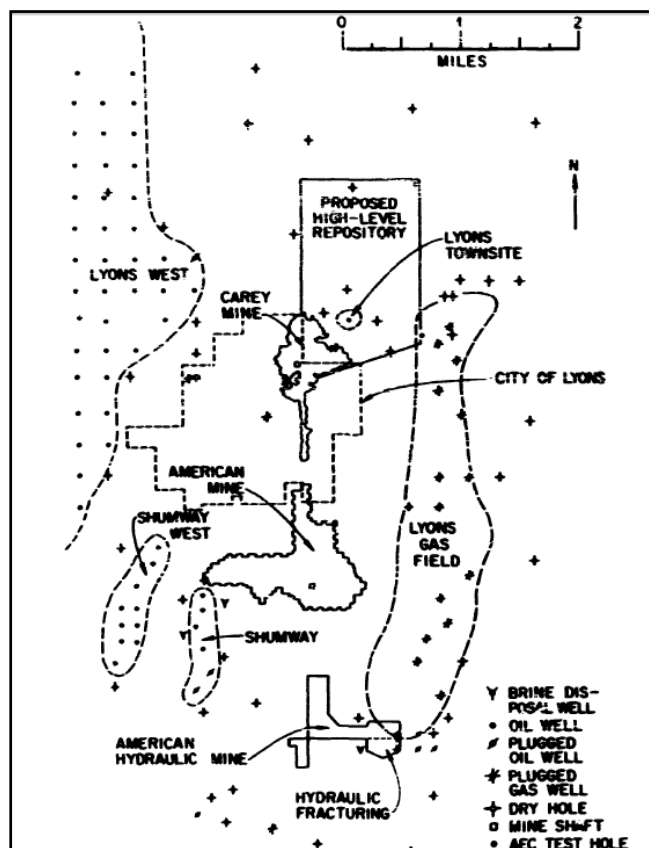 0 1 2
MILES
N
PROPOSED
HIGH-LEVEL
REPOSITORY
LYONS
TOWNSITE
LYONS WEST
CAREY
MINE
CITY OF LYONS
AMERICAN
MINE
SHUMWAY
WEST
LYONS
GAS
FIELD
SHUMWAY
AMERICAN
HYDRAULIC MINE
HYDRAULIC
FRACTURING
BRINE DIS-
POSAL WELL
OIL WELL
PLUGGED
OIL WELL
PLUGGED
GAS WELL
DRY HOLE
MINE SHAFT
AEC TEST HOLE